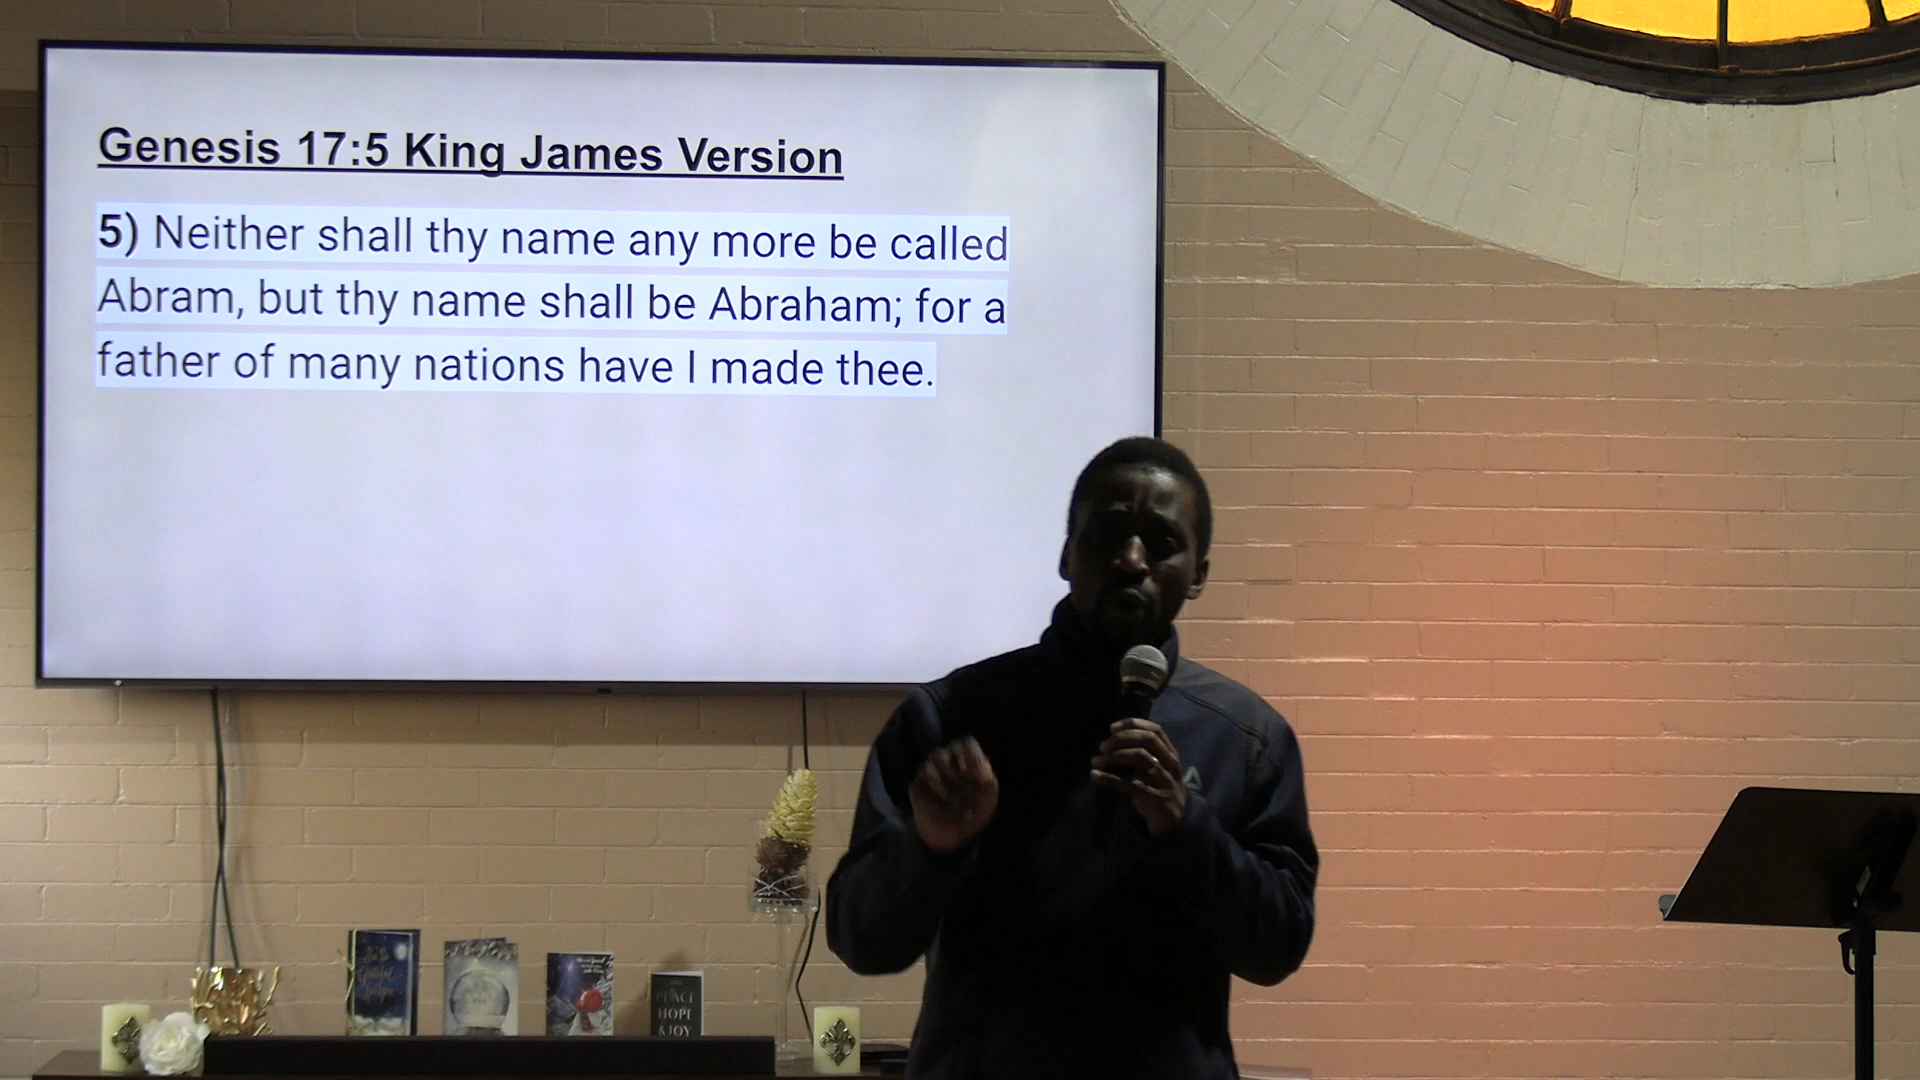 Genesis 17:5 King James Version
5) Neither shall thy name any more be called
Abram, but thy name shall be Abraham; for a
father of many nations have I made thee.
PEACE
HOPE
& JOY